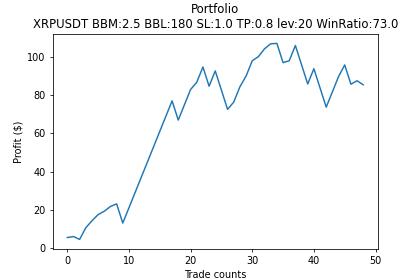 Portfolio
XRPUSDT BBM:2.5 BBL:180 SL:1.0 TP:0.8 lev:20 WinRatio:73.0
100
80
60
40
20
0
Profit ($)
0 10 20 30 40 50
Trade counts